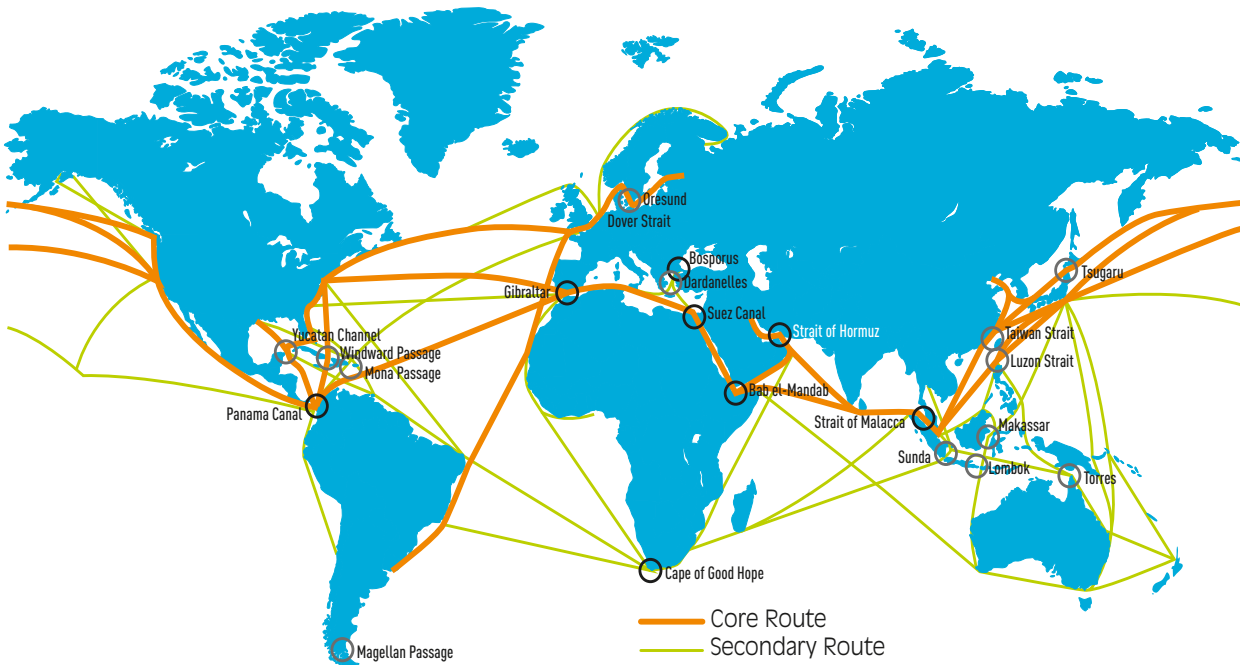 Oresund
Dover Strait
Bosporus
Dardanelles
Gibraltar
Tsugaru
Suez Canal
Strait of Hormuz
Taiwan Strait
Yucatan Channel
Windward Passage
Luzon Strait
Mona Passage
Bab el-Mandab
Panama Canal
Strait of Malacca
Makassar
Sunda
Lombok
Torres
Cape of Good Hope
Core Route
Secondary Route
Magellan Passage